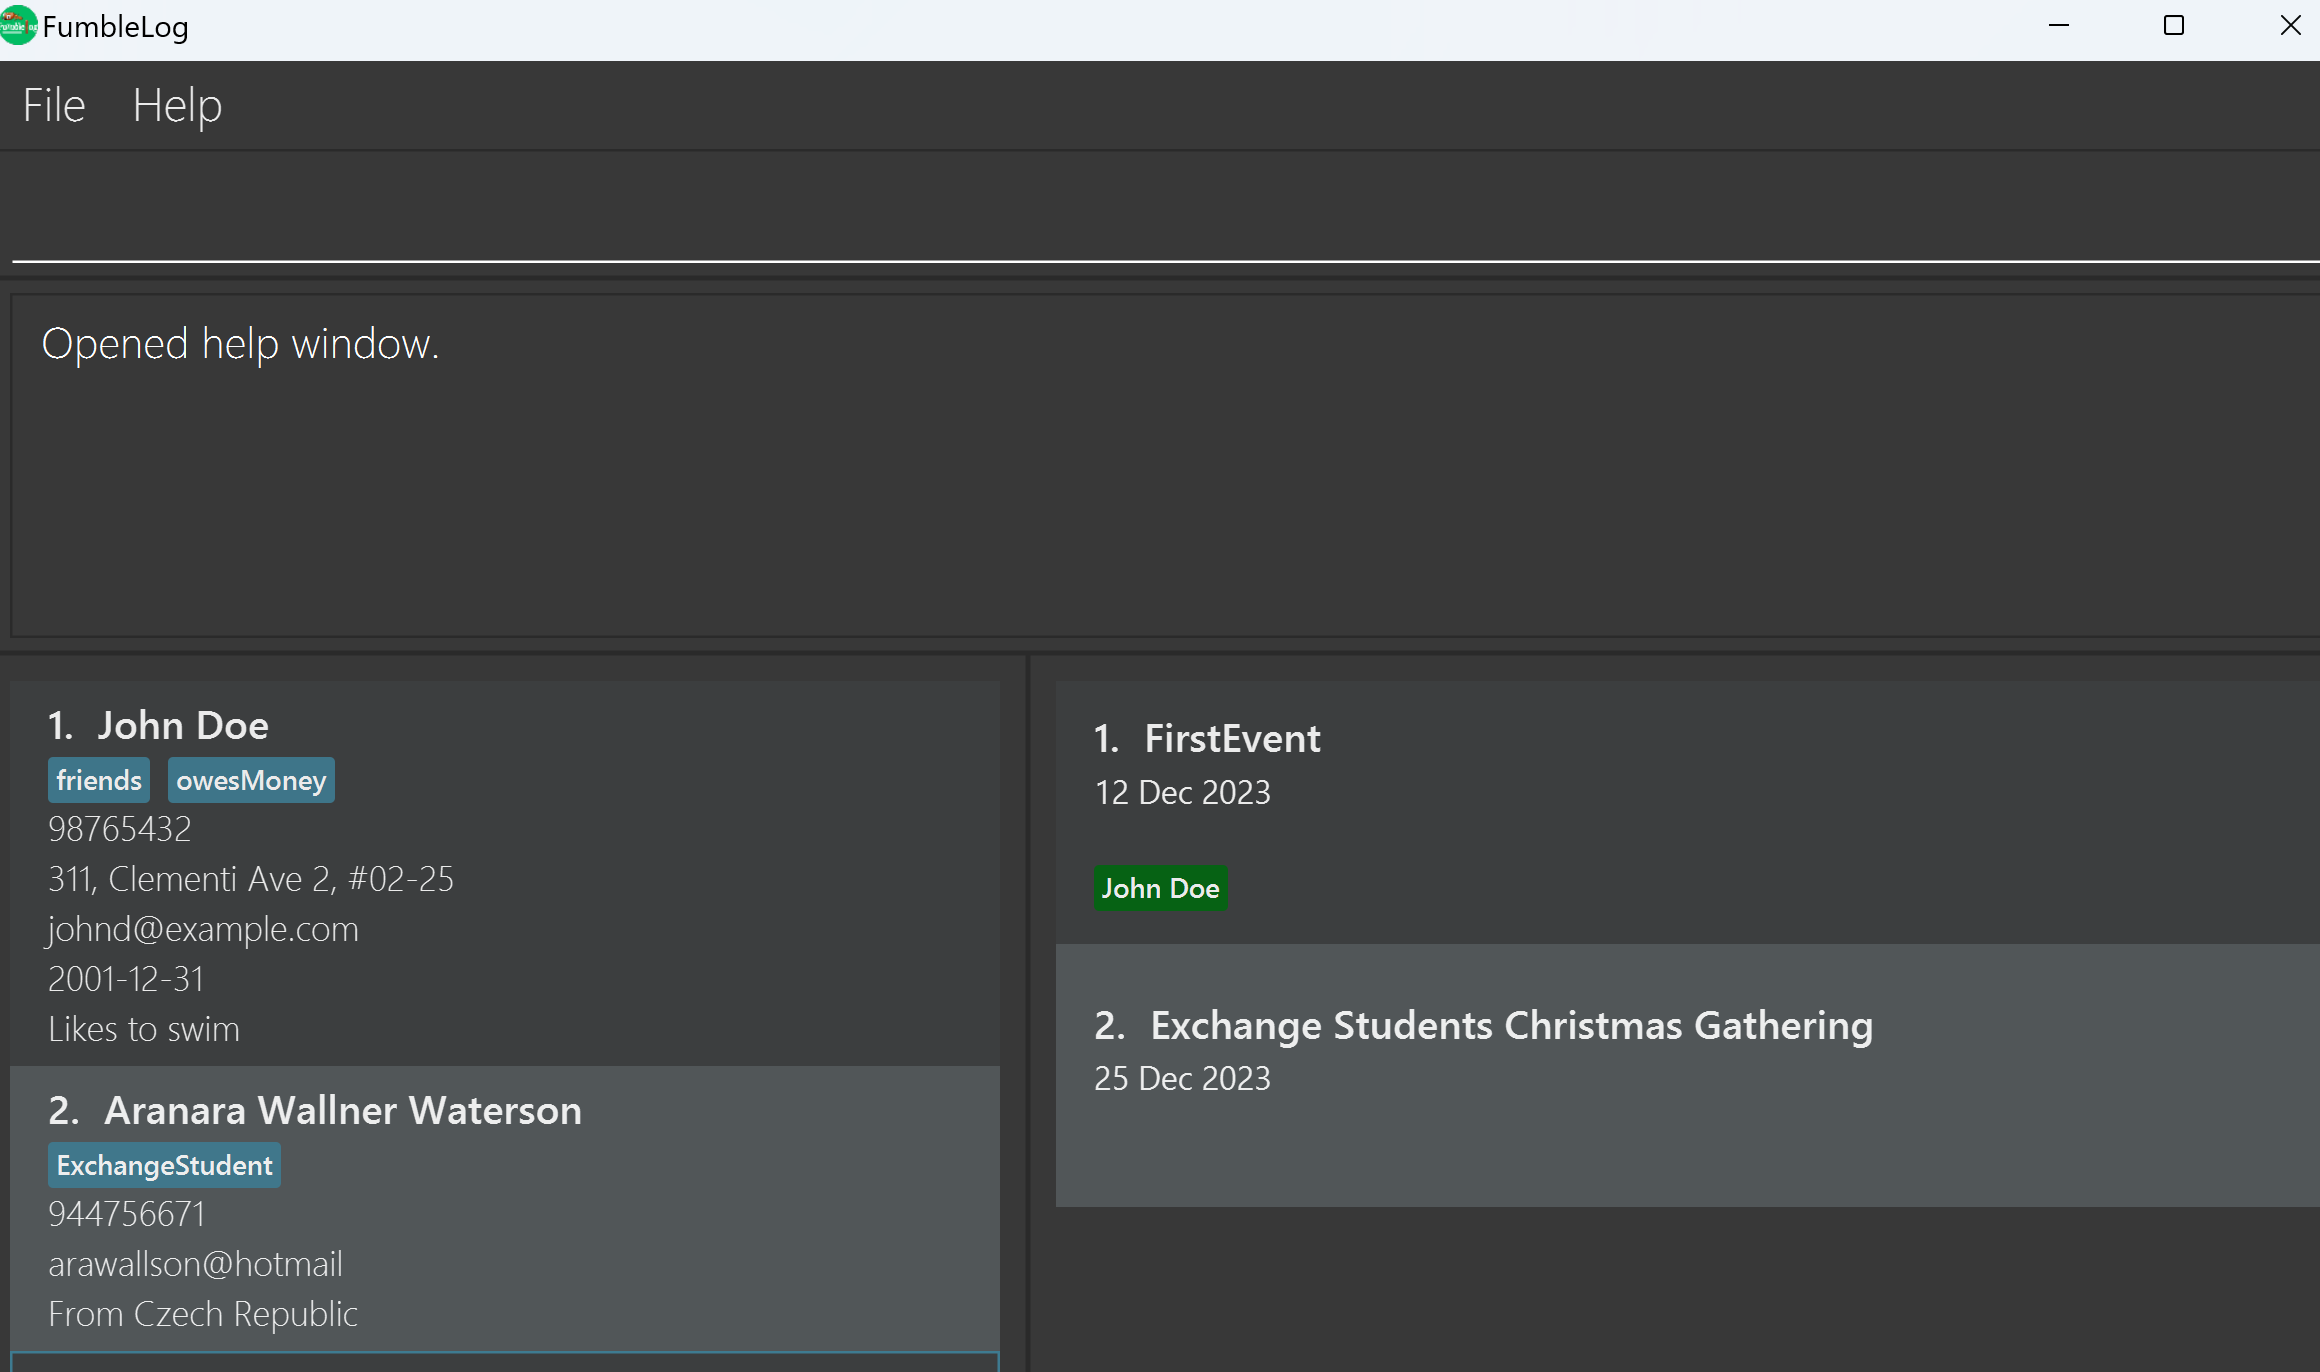 FumbleLog
File Help
Opened help window.
1. John Doe
friends owesMoney
98765432
311, Clementi Ave 2, #02-25
johnd@example.com
2001-12-31
Likes to swim
2. Aranara Wallner Waterson
ExchangeStudent
944756671
arawallson@hotmail
From Czech Republic
1. FirstEvent
12 Dec 2023
John Doe
2. Exchange Students Christmas Gathering
25 Dec 2023